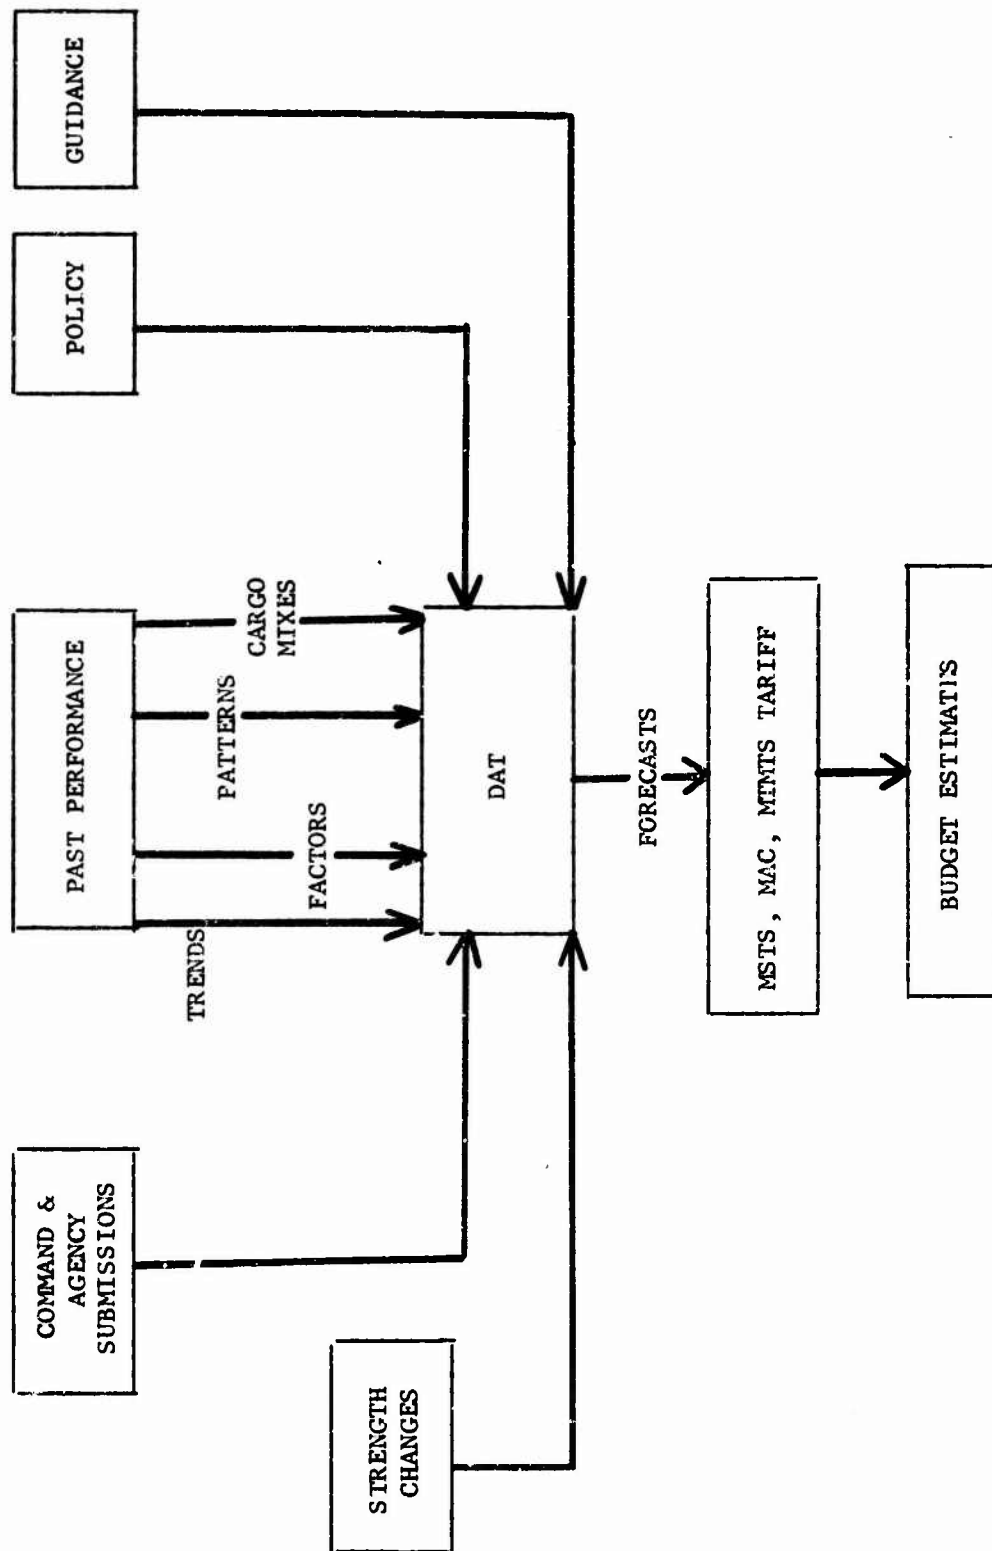 COMMAND &
AGENCY
SUBMISSIONS
PAST PERFORMANCE
POLICY
GUIDANCE
STRENGTH
CHANGES
TRENDS
FACTORS
PATTERNS
CARGO
MIXES
DAT
FORECASTS
MSTS, MAC, MTMTS TARIFF
BUDGET ESTIMATES